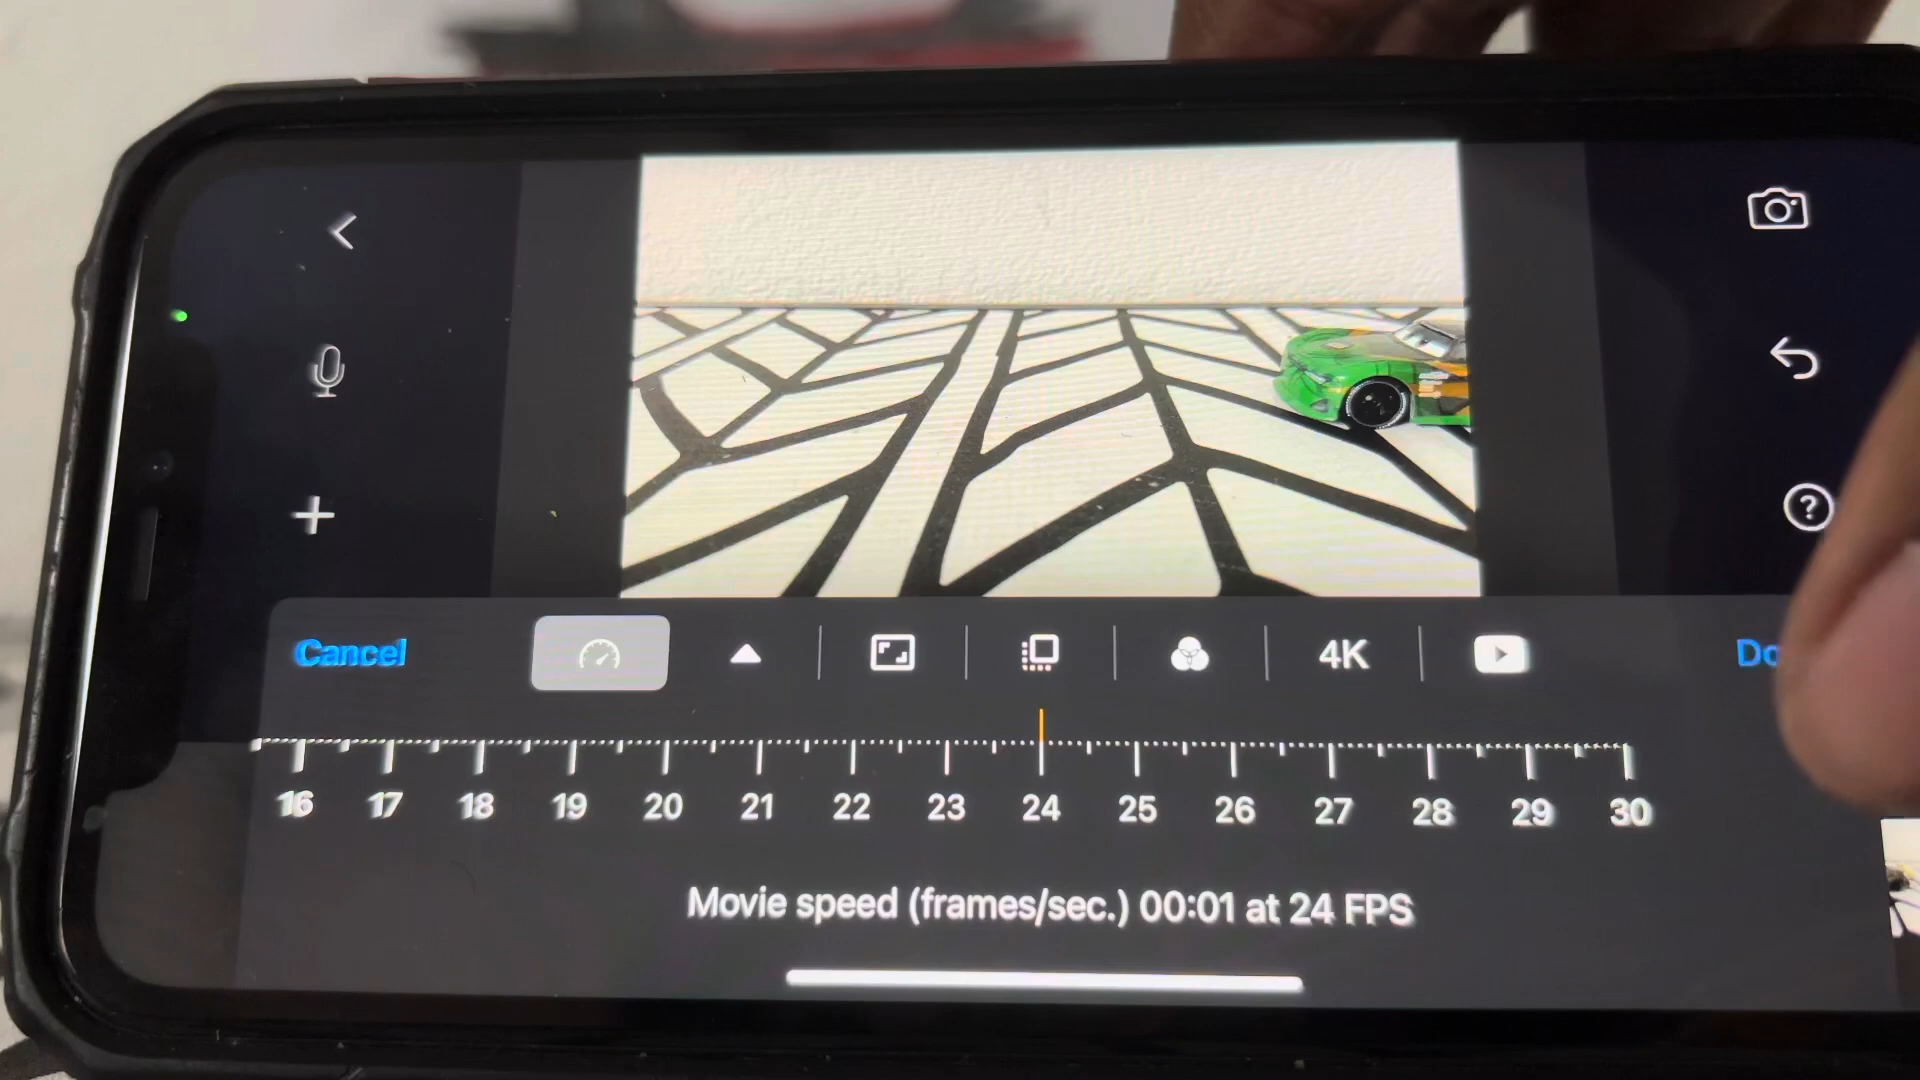 Cancel
4K
16 17 18 19 20 21 22 23 24 25 26 27 28 29 30
Movie speed (frames/sec.) 00:01 at 24 FPS